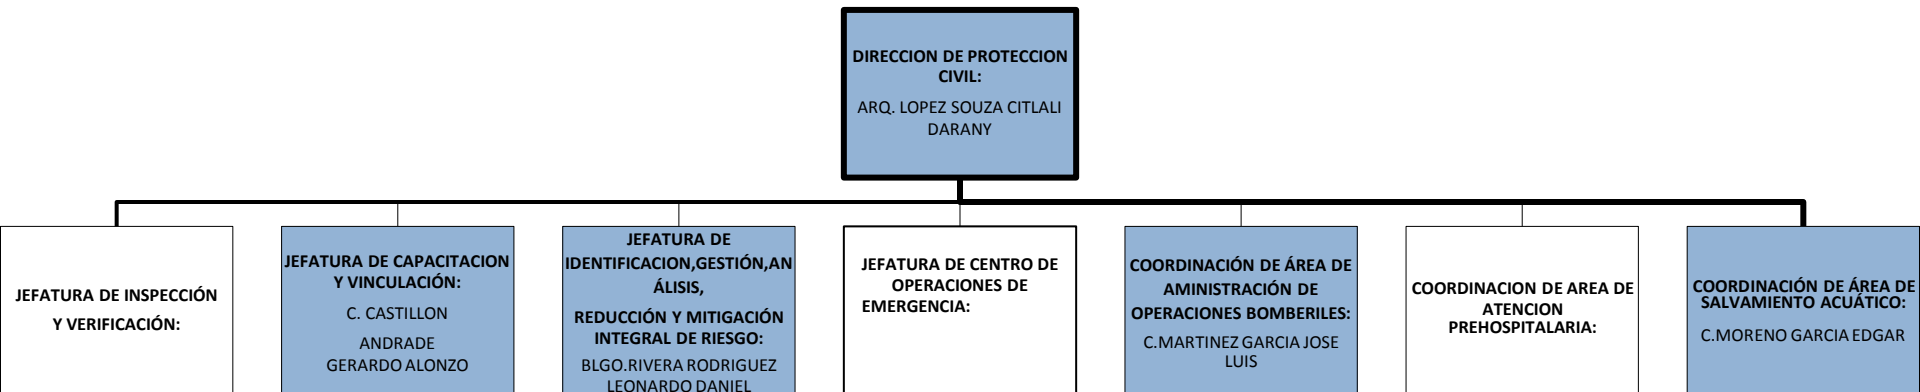 DIRECCION DE PROTECCION
CIVIL:
ARQ. LOPEZ SOUZA CITLALI
DARANY
JEFATURA DE INSPECCIÓN
Y VERIFICACIÓN:
JEFATURA DE CAPACITACION
Y VINCULACIÓN:
C. CASTILLON
ANDRADE
GERARDO ALONZO
JEFATURA DE
IDENTIFICACION,GESTIÓN,AN
ÁLISIS,
REDUCCIÓN Y MITIGACIÓN
INTEGRAL DE RIESGO:
BLGO.RIVERA RODRIGUEZ
LEONARDO DANIEL
JEFATURA DE CENTRO DE
OPERACIONES DE
EMERGENCIA:
COORDINACIÓN DE ÁREA DE
AMINISTRACIÓN DE
OPERACIONES BOMBERILES:
C.MARTINEZ GARCIA JOSE
LUIS
COORDINACION DE AREA DE
ATENCION
PREHOSPITALARIA:
COORDINACIÓN DE ÁREA DE
SALVAMIENTO ACUÁTICO:
C.MORENO GARCIA EDGAR